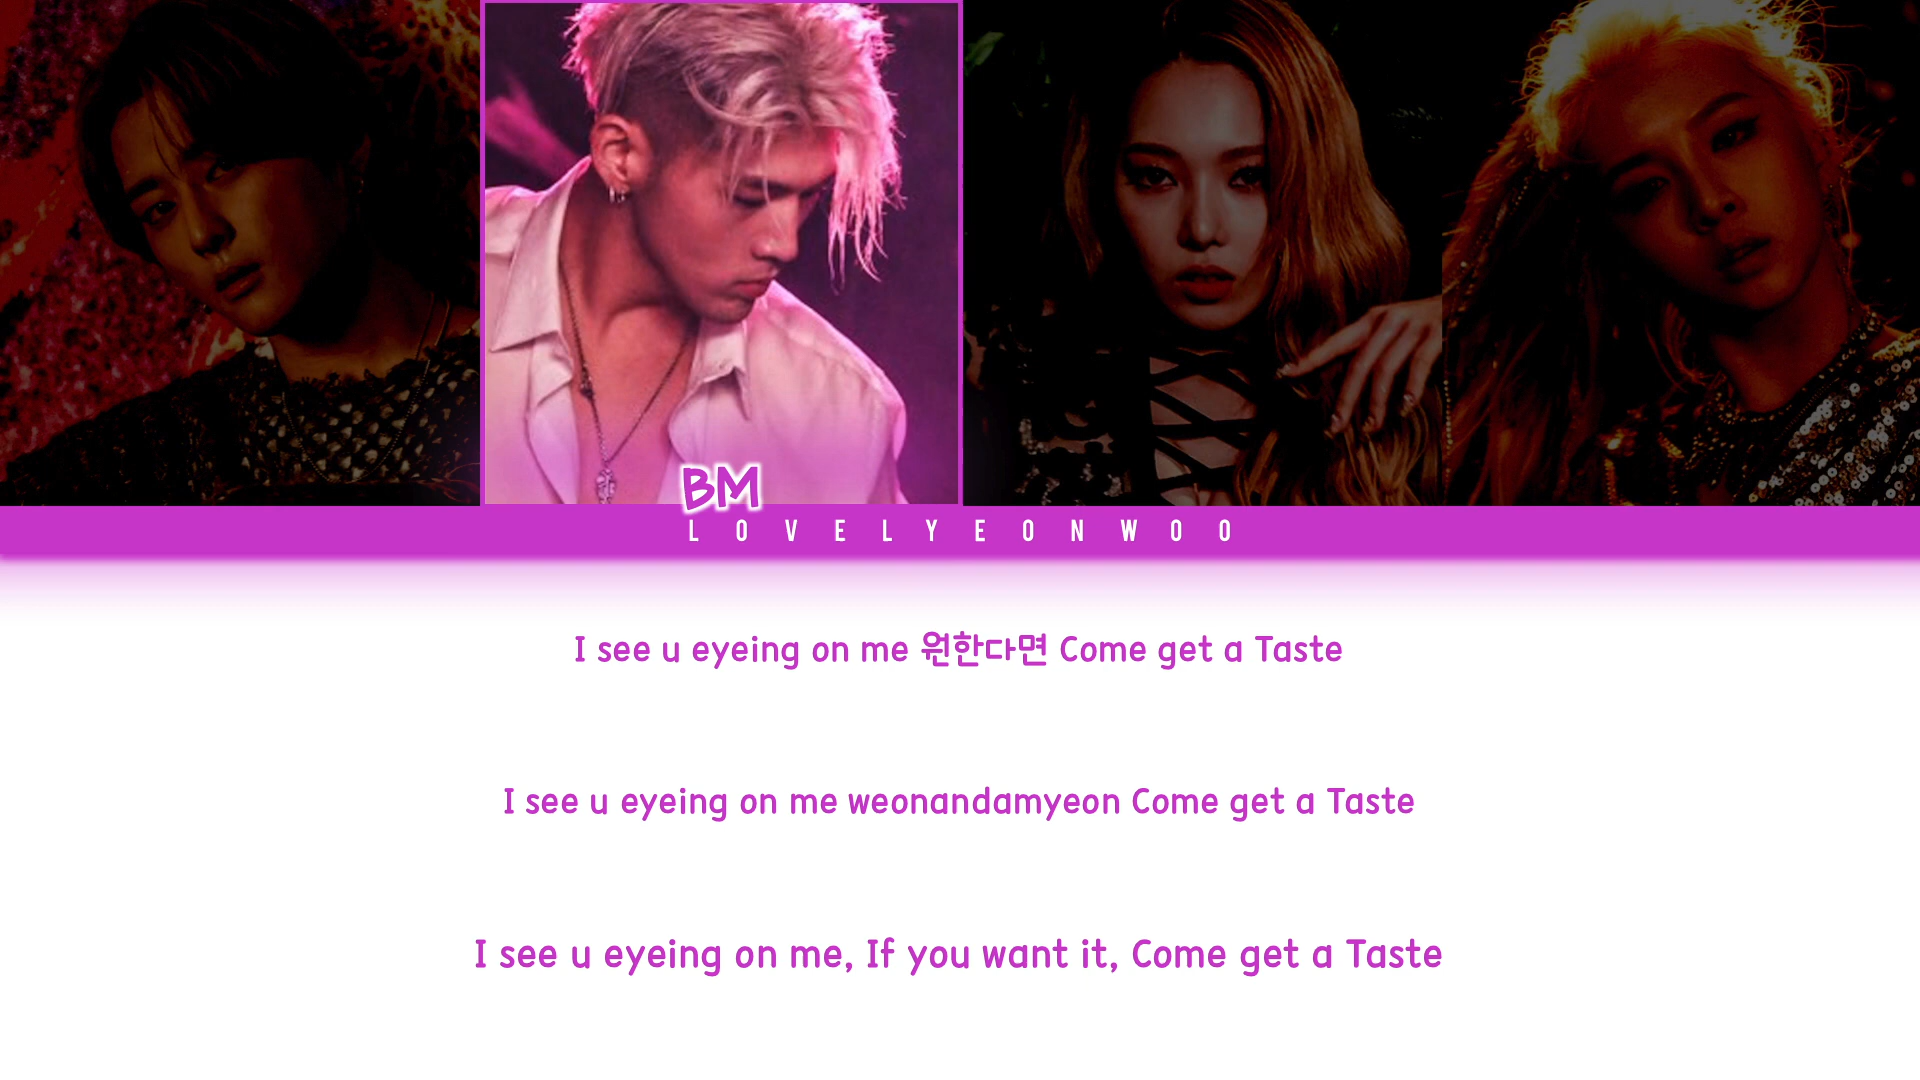 BM
LOVELYEONWOO
I see u eyeing on me 원한다면 Come get a Taste
I see u eyeing on me weonandamyeon Come get a Taste
I see u eyeing on me, If you want it, Come get a Taste